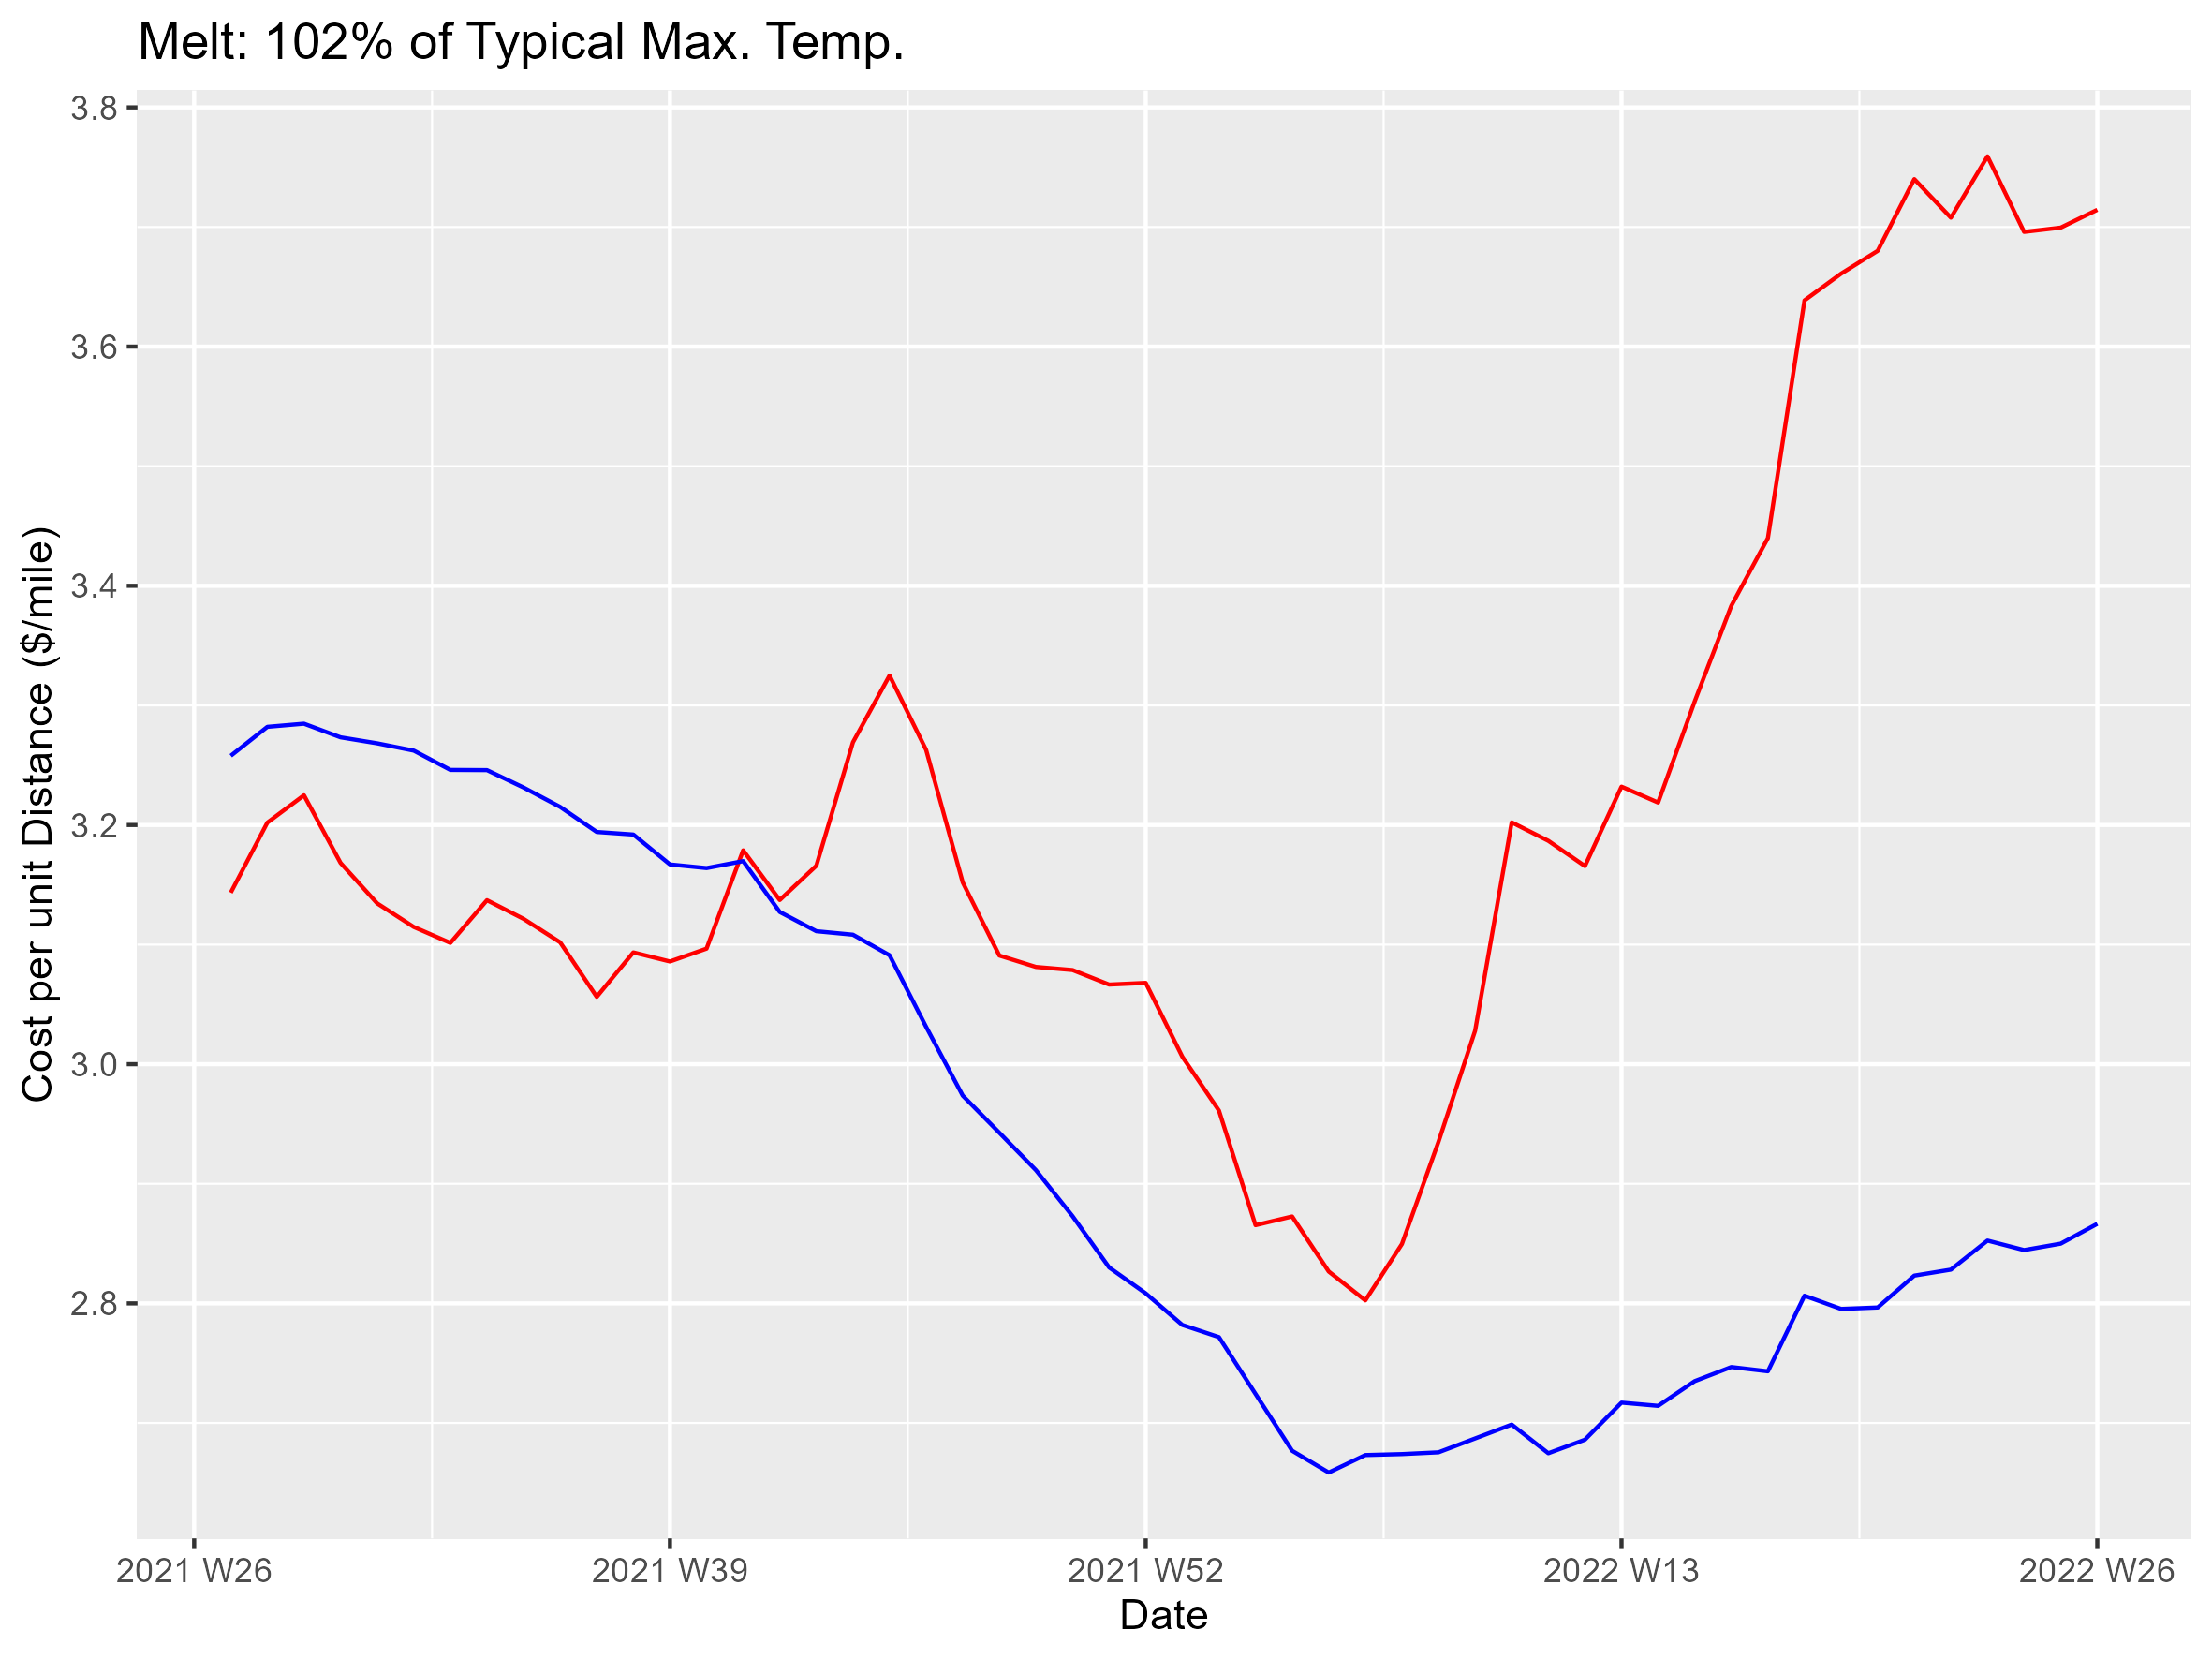 Melt: 102% of Typical Max. Temp.
Cost per unit Distance ($/mile)
3.8
3.6
3.4
3.2
3.0
2.8
2021 W26
2021 W39
2021 W52
2022 W13
2022 W26
Date